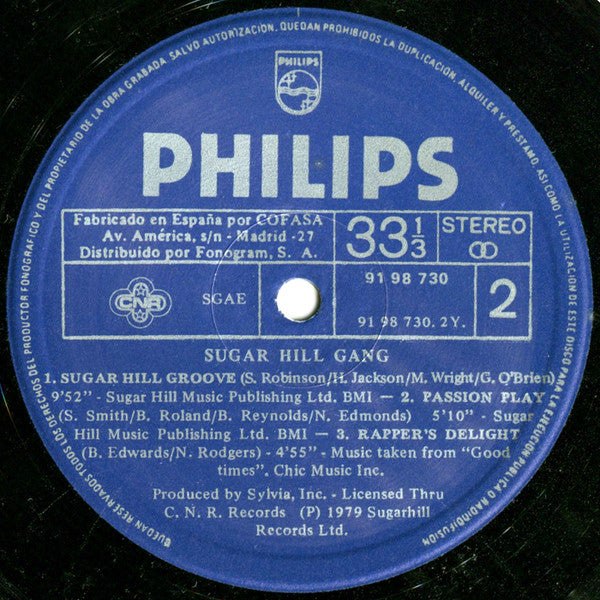 QUEDAN RESERVADOS TODOS LOS DERECHOS DEL PRODUCTOR FONOGRAFICO Y DEL PROPIETARIO DE LA OBRA GRABADA. SALVO AUTORIZACION, QUEDAN PROHIBIDOS LA DUPLICACION, ALQUILER Y PRESTAMO, ASI COMO LA UTILIZACION DE ESTE DISCO PARA LA EJECUCION PUBLICA O RADIODIFUSION
PHILIPS
PHILIPS
Fabricado en España por COFASA
Av. América, s/n - Madrid -27
Distribuido por Fonogram, S. A.
33 1/3
STEREO
CNR
SGAE
91 98 730
91 98 730. 2Y.
2
SUGAR HILL GANG
1. SUGAR HILL GROOVE (S. Robinson/H. Jackson/M. Wright/G. O'Brien)
9'52" - Sugar Hill Music Publishing Ltd. BMI — 2. PASSION PLAY
(S. Smith/B. Roland/B. Reynolds/N. Edmonds) 5'10" - Sugar
Hill Music Publishing Ltd. BMI — 3. RAPPER'S DELIGHT
(B. Edwards/N. Rodgers) - 4'55" - Music taken from "Good
times". Chic Music Inc.
Produced by Sylvia, Inc. - Licensed Thru
C. N. R. Records (P) 1979 Sugarhill
Records Ltd.